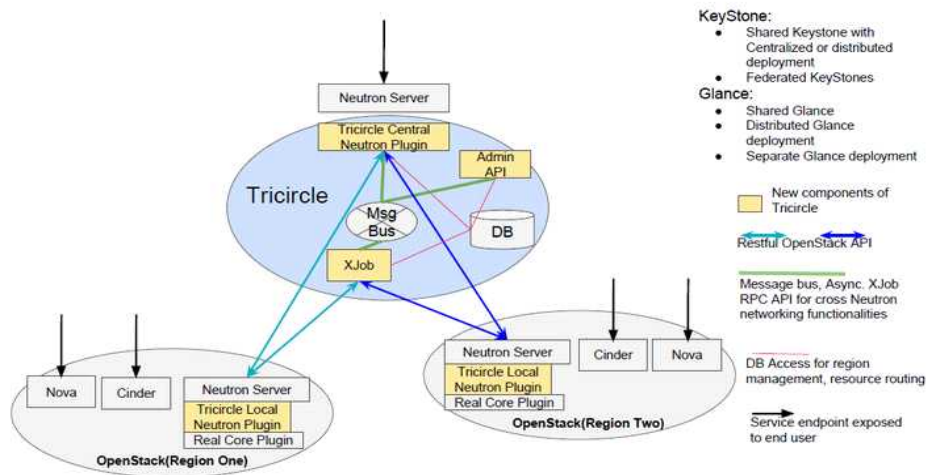 Neutron Server
Tricircle Central
Neutron Plugin
Admin
API
Tricircle
Msg
Bus
DB
XJob
Nova
Cinder
Neutron Server
Tricircle Local
Neutron Plugin
Real Core Plugin
OpenStack(Region One)
Neutron Server
Tricircle Local
Neutron Plugin
Real Core Plugin
Cinder
Nova
OpenStack(Region Two)
KeyStone:
● Shared Keystone with
Centralized or distributed
deployment
● Federated KeyStones
Glance:
● Shared Glance
● Distributed Glance
deployment
● Separate Glance deployment
New components of
Tricircle
Restful OpenStack API
Message bus, Async. XJob
RPC API for cross Neutron
networking functionalities
DB Access for region
management, resource routing
Service endpoint exposed
to end user